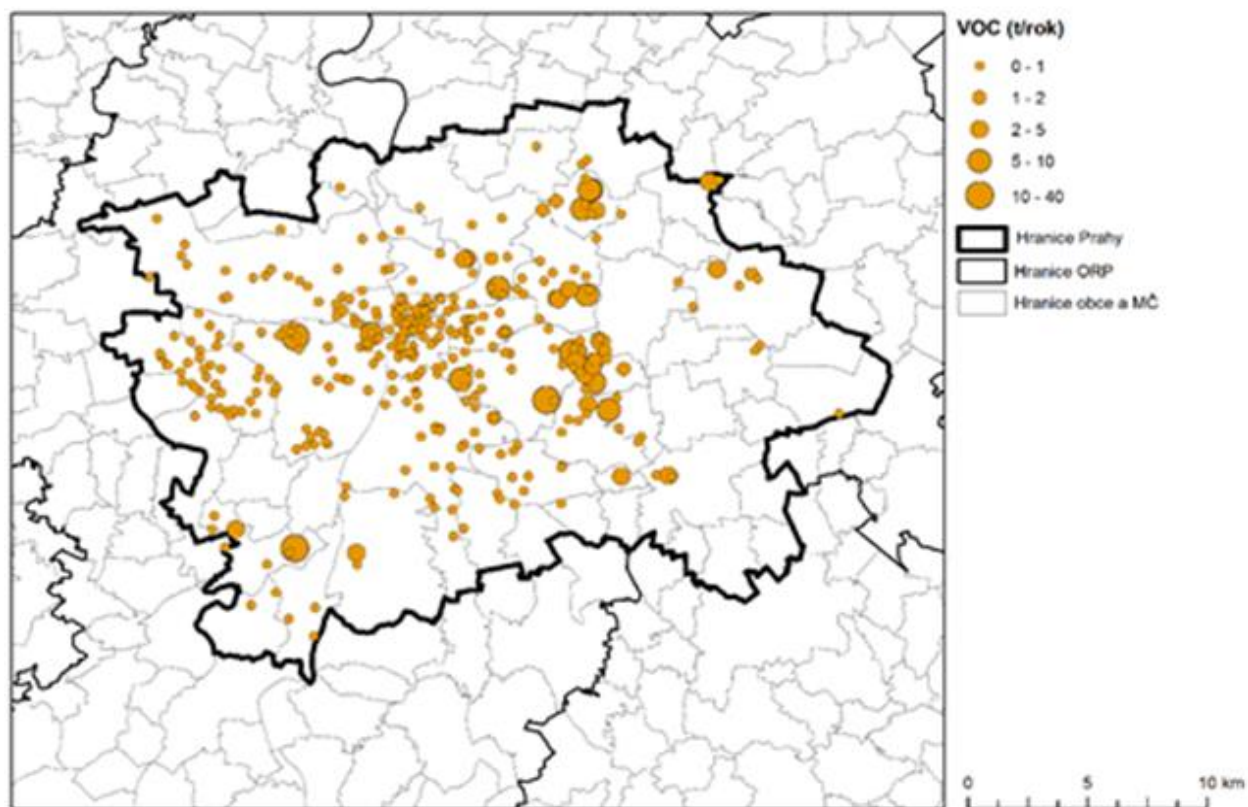 VOC (t/rok)
0 - 1
1 - 2
2 - 5
5 - 10
10 - 40
Hranice Prahy
Hranice ORP
Hranice obce a MČ
0 5 10 km